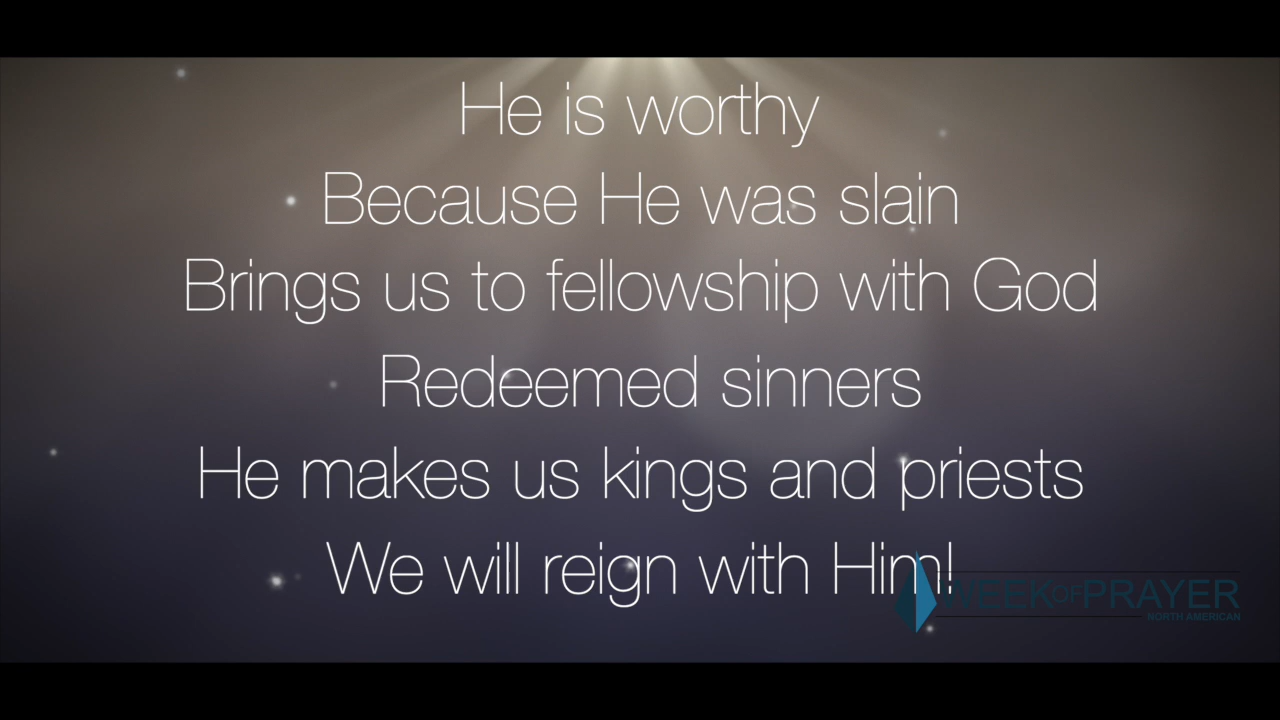 He is worthy
Because He was slain
Brings us to fellowship with God
Redeemed sinners
He makes us kings and priests
We will reign with Him!
WEEK OF PRAYER
NORTH AMERICAN